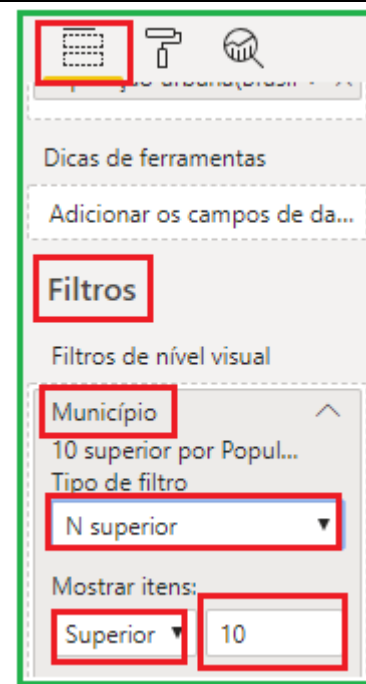 Dicas de ferramentas
Adicionar os campos de da...
Filtros
Filtros de nível visual
Município
10 superior por Popul...
Tipo de filtro
N superior
Mostrar itens:
Superior 10